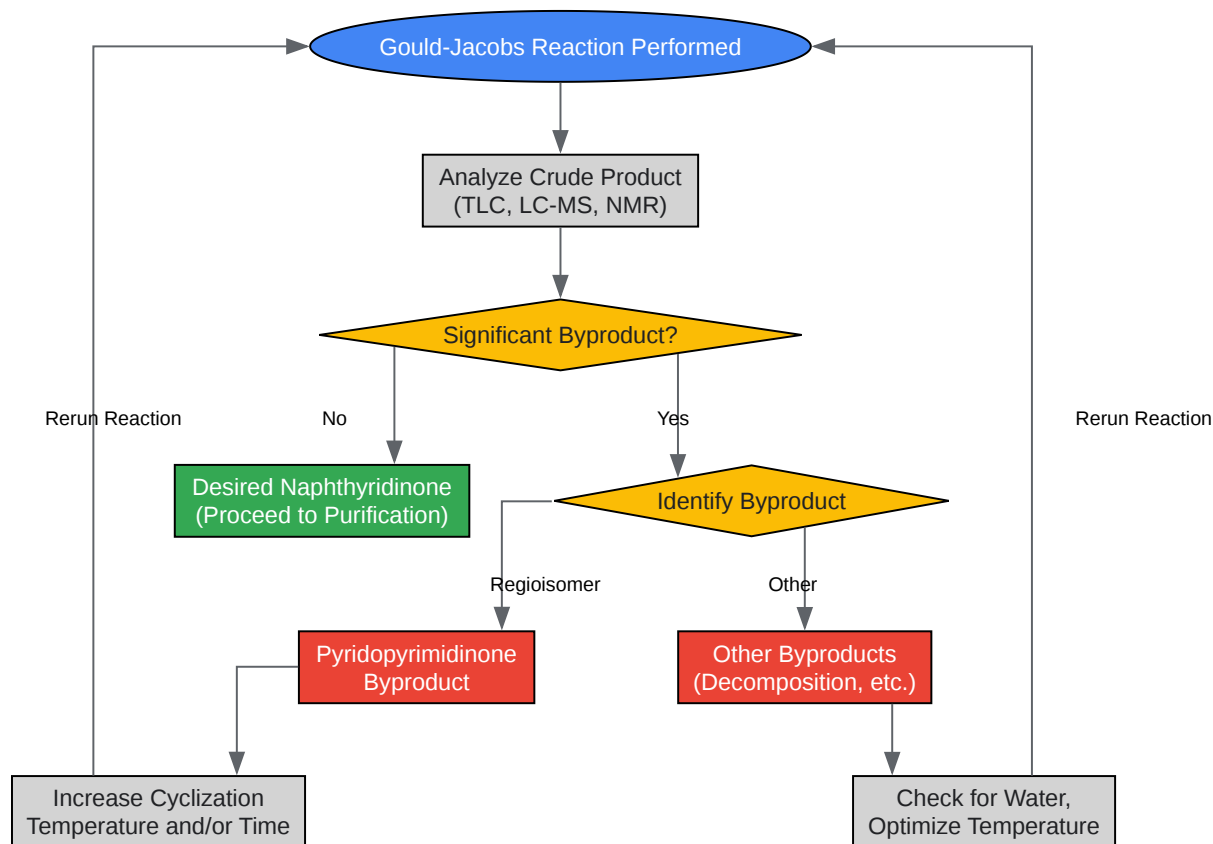 Gould-Jacobs Reaction Performed
Analyze Crude Product
(TLC, LC-MS, NMR)
Significant Byproduct?
Rerun Reaction
No
Yes
Rerun Reaction
Desired Naphthyridinone
(Proceed to Purification)
Identify Byproduct
Regioisomer
Other
Pyridopyrimidinone
Byproduct
Other Byproducts
(Decomposition, etc.)
Increase Cyclization
Temperature and/or Time
Check for Water,
Optimize Temperature